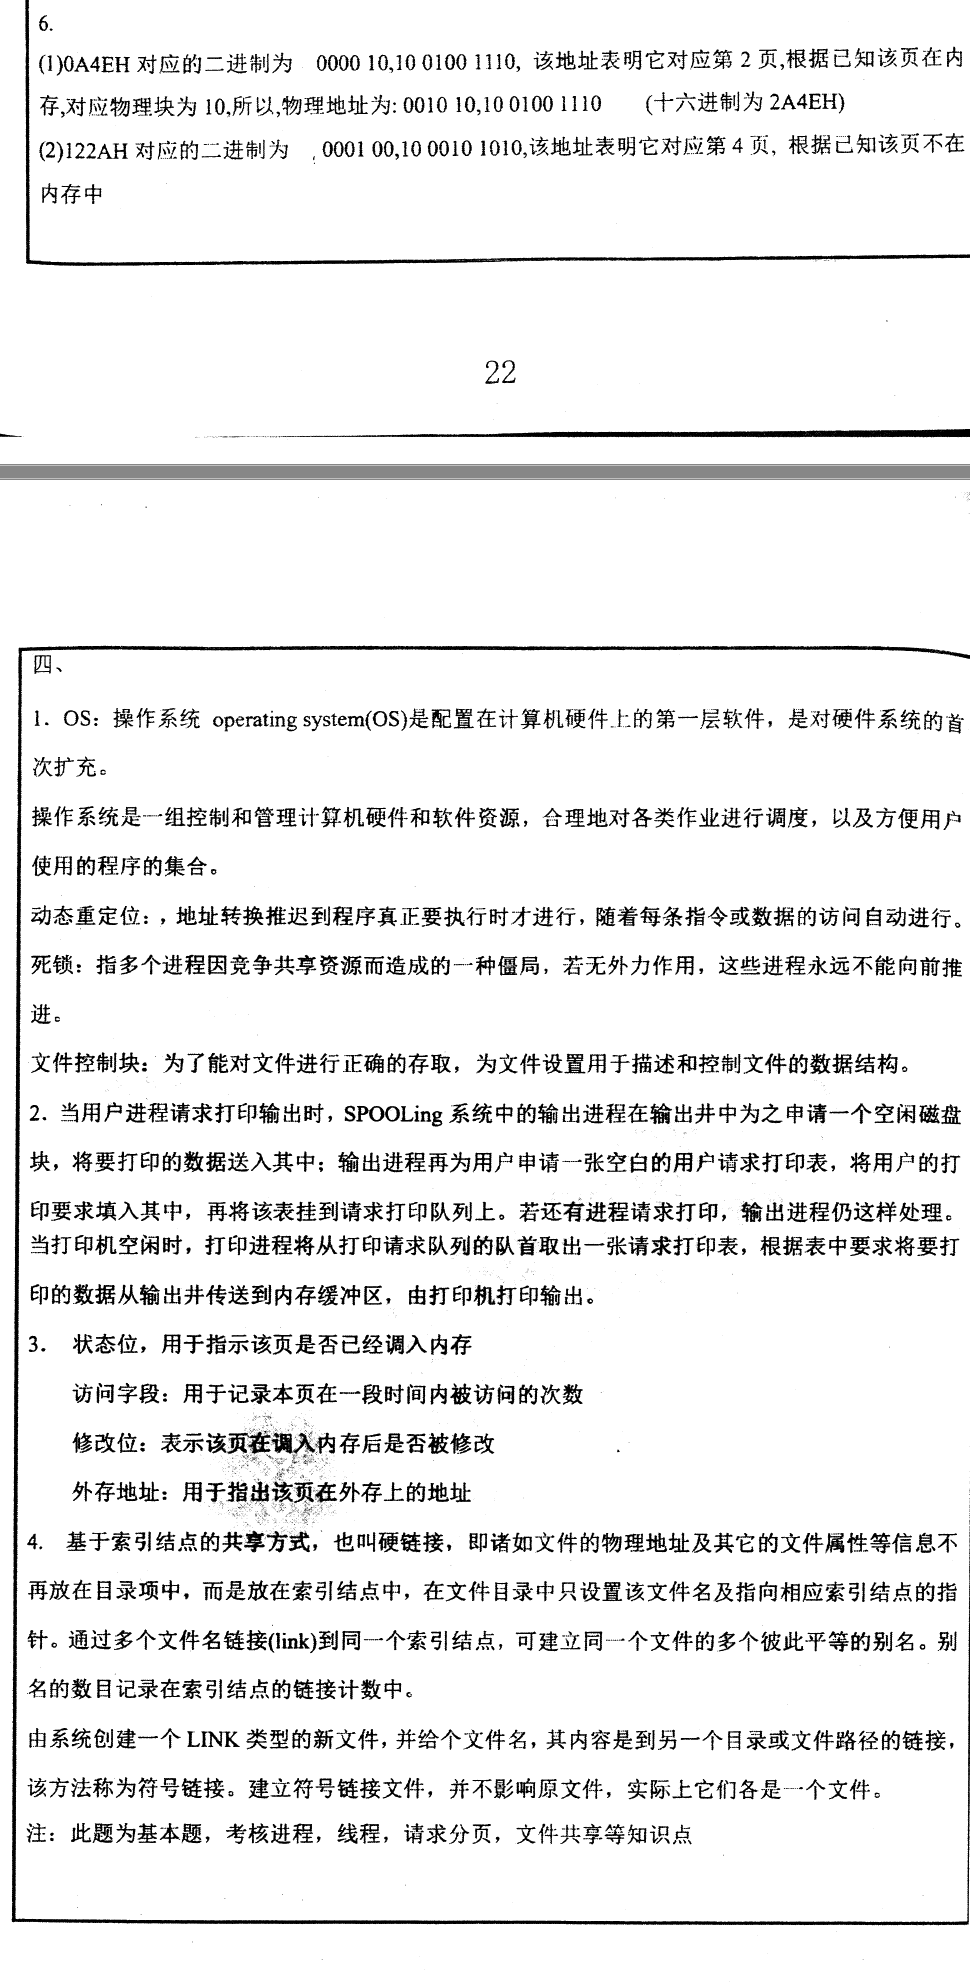 6.
(1)0A4EH 对应的二进制为 0000 10,10 0100 1110, 该地址表明它对应第 2 页,根据已知该页在内
存,对应物理块为 10,所以,物理地址为: 0010 10,10 0100 1110 (十六进制为 2A4EH)
(2)122AH 对应的二进制为 0001 00,10 0010 1010,该地址表明它对应第 4 页, 根据已知该页不在
内存中
22
四、
1. OS：操作系统 operating system(OS)是配置在计算机硬件上的第一层软件，是对硬件系统的首
次扩充。
操作系统是一组控制和管理计算机硬件和软件资源，合理地对各类作业进行调度，以及方便用户
使用的程序的集合。
动态重定位：，地址转换推迟到程序真正要执行时才进行，随着每条指令或数据的访问自动进行。
死锁：指多个进程因竞争共享资源而造成的一种僵局，若无外力作用，这些进程永远不能向前推
进。
文件控制块：为了能对文件进行正确的存取，为文件设置用于描述和控制文件的数据结构。
2．当用户进程请求打印输出时，SPOOLing 系统中的输出进程在输出井中为之申请一个空闲磁盘
块，将要打印的数据送入其中；输出进程再为用户申请一张空白的用户请求打印表，将用户的打
印要求填入其中，再将该表挂到请求打印队列上。若还有进程请求打印，输出进程仍这样处理。
当打印机空闲时，打印进程将从打印请求队列的队首取出一张请求打印表，根据表中要求将要打
印的数据从输出井传送到内存缓冲区，由打印机打印输出。
3. 状态位，用于指示该页是否已经调入内存
访问字段：用于记录本页在一段时间内被访问的次数
修改位：表示该页在调入内存后是否被修改
外存地址：用于指出该页在外存上的地址
4. 基于索引结点的共享方式，也叫硬链接，即诸如文件的物理地址及其它的文件属性等信息不
再放在目录项中，而是放在索引结点中，在文件目录中只设置该文件名及指向相应索引结点的指
针。通过多个文件名链接(link)到同一个索引结点，可建立同一个文件的多个彼此平等的别名。别
名的数目记录在索引结点的链接计数中。
由系统创建一个 LINK 类型的新文件，并给个文件名，其内容是到另一个目录或文件路径的链接，
该方法称为符号链接。建立符号链接文件，并不影响原文件，实际上它们各是一个文件。
注：此题为基本题，考核进程，线程，请求分页，文件共享等知识点